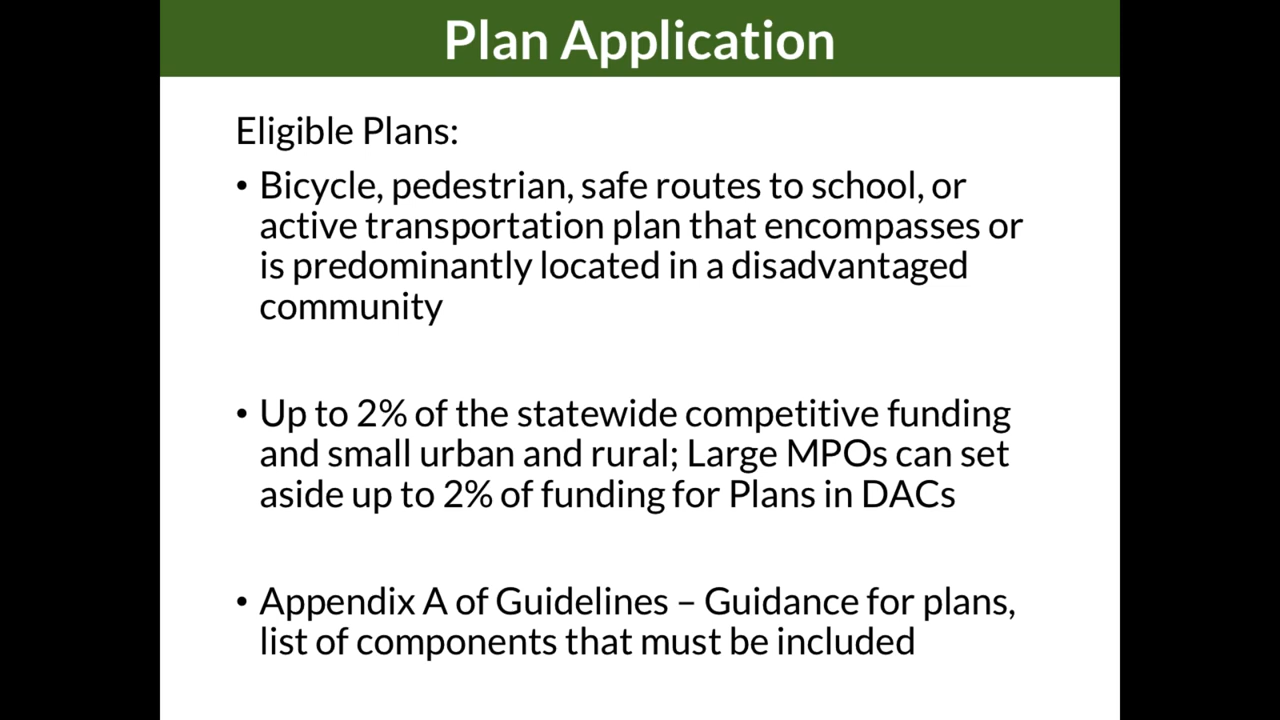 Plan Application
Eligible Plans:
• Bicycle, pedestrian, safe routes to school, or
active transportation plan that encompasses or
is predominantly located in a disadvantaged
community
• Up to 2% of the statewide competitive funding
and small urban and rural; Large MPOs can set
aside up to 2% of funding for Plans in DACs
• Appendix A of Guidelines – Guidance for plans,
list of components that must be included